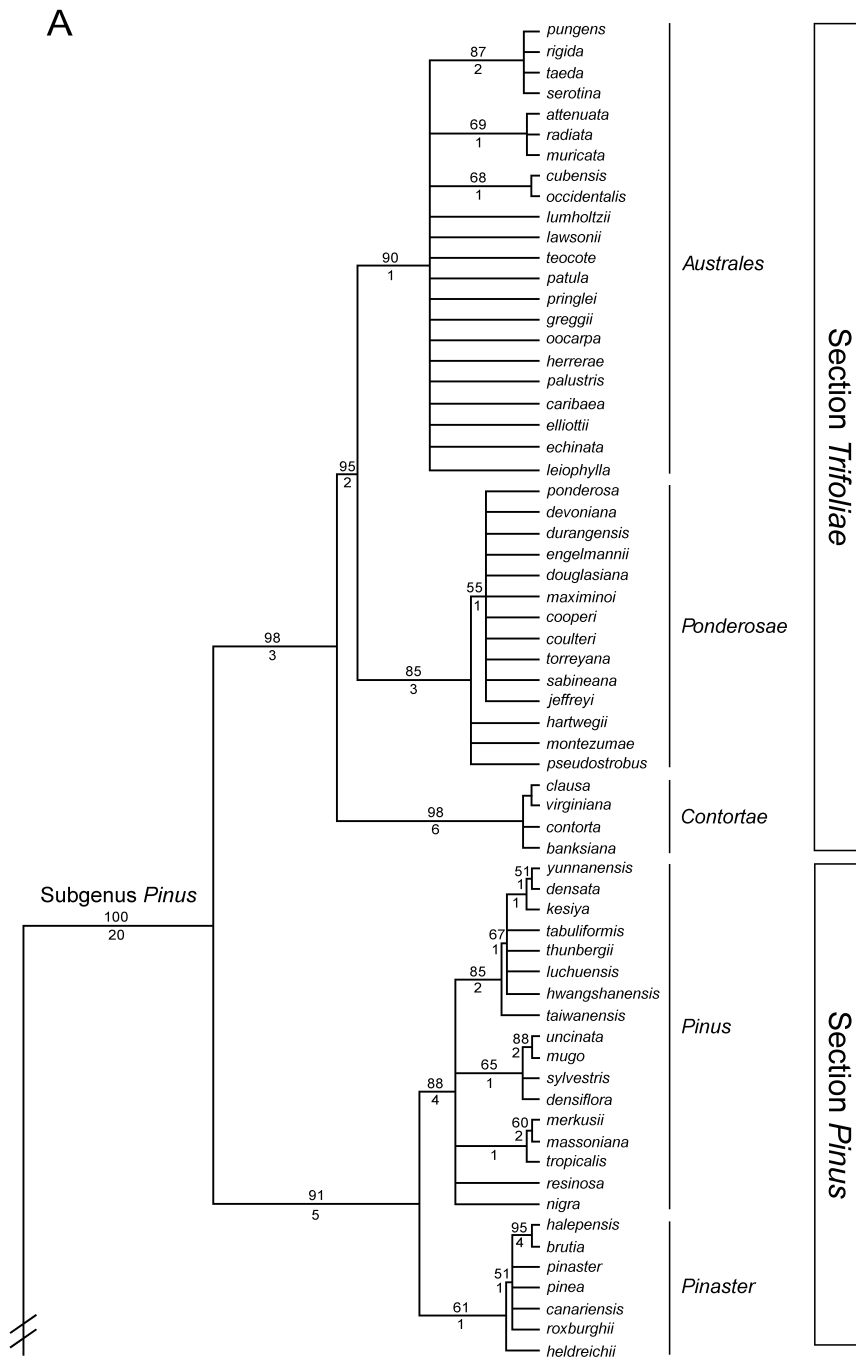 A
pungens
87
rigida
2
taeda
serotina
attenuata
69
radiata
1
muricata
68
cubensis
1
occidentalis
lumholtzii
lawsonii
90
teocote
Australes
1
patula
pringlei
greggii
oocarpa
herrerae
palustris
caribaea
elliottii
echinata
95
leiophylla
2
ponderosa
devoniana
durangensis
engelmannii
douglasiana
55
maximinoi
1
cooperi
Ponderosae
98
coulteri
3
torreyana
85
sabineana
3
jeffreyi
hartwegii
montezumae
pseudostrobus
clausa
virginiana
98
contorta
Contortae
6
banksiana
Section Trifoliae
yunnanensis
51
1
densata
Subgenus Pinus
1
kesiya
100
20
67
tabuliformis
1
thunbergii
85
luchuensis
2
hwangshanensis
taiwanensis
Pinus
88
uncinata
2
mugo
65
sylvestris
1
88
densiflora
4
60
merkusii
2
massoniana
1
tropicalis
resinosa
91
nigra
5
95
halepensis
4
brutia
51
pinaster
1
pinea
Pinaster
61
canariensis
1
roxburghii
heldreichii
Section Pinus